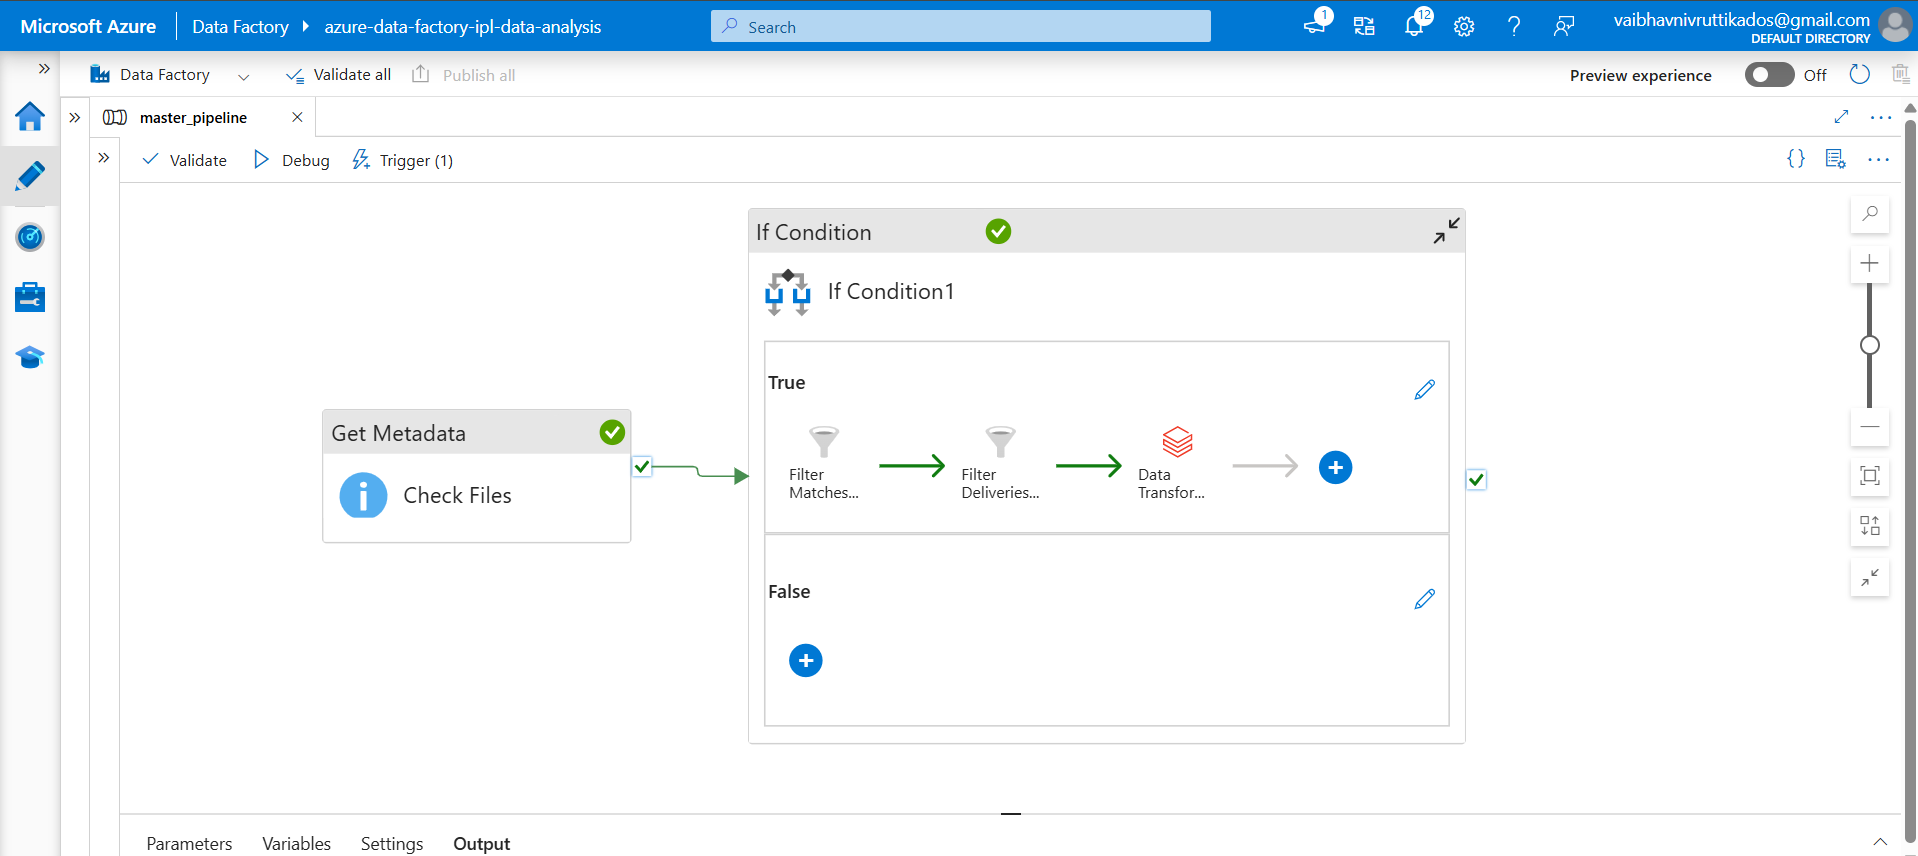 Microsoft Azure
Data Factory
azure-data-factory-ipl-data-analysis
Search
1
12
vaibhavnivruttikados@gmail.com
DEFAULT DIRECTORY
Data Factory
Validate all
Publish all
Preview experience
Off
master_pipeline
Validate
Debug
Trigger (1)
If Condition
If Condition1
True
Filter
Matches...
Filter
Deliveries...
Data
Transfor...
Get Metadata
Check Files
False
Parameters
Variables
Settings
Output